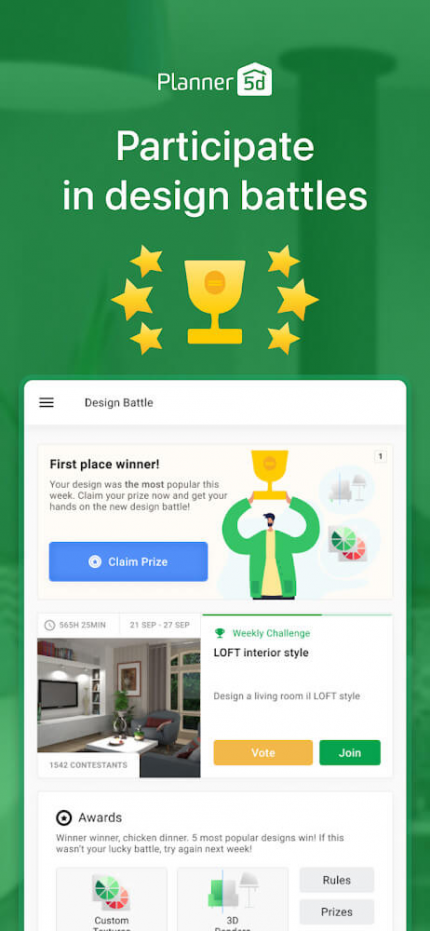 Planner 5d
Participate
in design battles
Design Battle
First place winner!
1
Your design was the most popular this
week. Claim your prize now and get your
hands on the new design battle!
Claim Prize
565H 25MIN
21 SEP - 27 SEP
Weekly Challenge
LOFT interior style
Design a living room il LOFT style
1542 CONTESTANTS
Vote
Join
Awards
Winner winner, chicken dinner. 5 most popular designs win! If this
wasn't your lucky battle, try again next week!
Custom
Textures
3D
Renders
Rules
Prizes